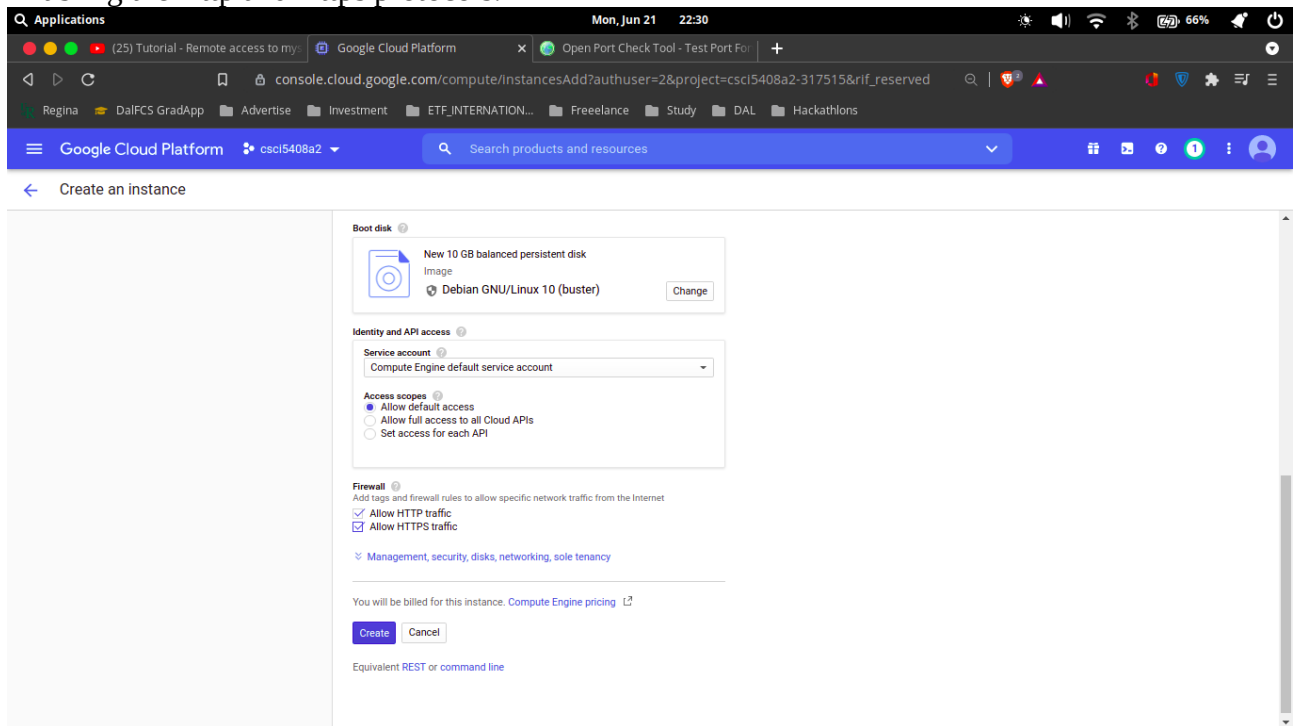 Applications
Mon, Jun 21 22:30
66%
(25) Tutorial - Remote access to mys
Google Cloud Platform
Open Port Check Tool - Test Port For
console.cloud.google.com/compute/instancesAdd?authuser=2&project=csci5408a2-317515&rif_reserved
Regina
DalFCS GradApp
Advertise
Investment
ETF_INTERNATION...
Freeelance
Study
DAL
Hackathlons
Google Cloud Platform
csci5408a2
Search products and resources
1
Create an instance
Boot disk
New 10 GB balanced persistent disk
Image
Debian GNU/Linux 10 (buster)
Change
Identity and API access
Service account
Compute Engine default service account
Access scopes
Allow default access
Allow full access to all Cloud APIs
Set access for each API
Firewall
Add tags and firewall rules to allow specific network traffic from the Internet
Allow HTTP traffic
Allow HTTPS traffic
Management, security, disks, networking, sole tenancy
You will be billed for this instance. Compute Engine pricing
Create
Cancel
Equivalent REST or command line